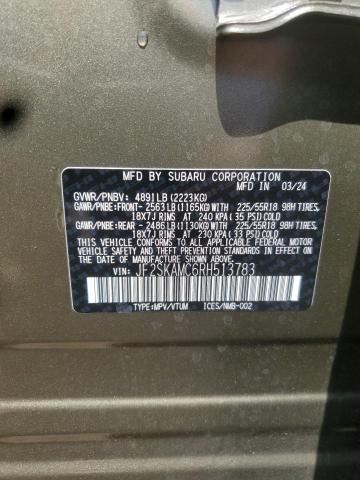 MFD BY SUBARU CORPORATION
MFD IN 03/24
GVWR/PNBV: 4891LB(2223KG)
GAWR/PNBE:FRONT- 2563LB(1165KG)WITH 225/55R18 98H TIRES,
18X7J RIMS AT 240 KPA( 35 PSI)COLD
GAWR/PNBE:REAR - 2486LB(1130KG)WITH 225/55R18 98H TIRES,
18X7J RIMS AT 230 KPA( 33 PSI)COLD
THIS VEHICLE CONFORMS TO ALL APPLICABLE FEDERAL MOTOR
VEHICLE SAFETY AND THEFT PREVENTION STANDARDS IN EFFECT
ON THE DATE OF MANUFACTURE SHOWN ABOVE.
VIN: JF2SKAMC6RH513783
TYPE:MPV/VTUM ICES/NMB-002